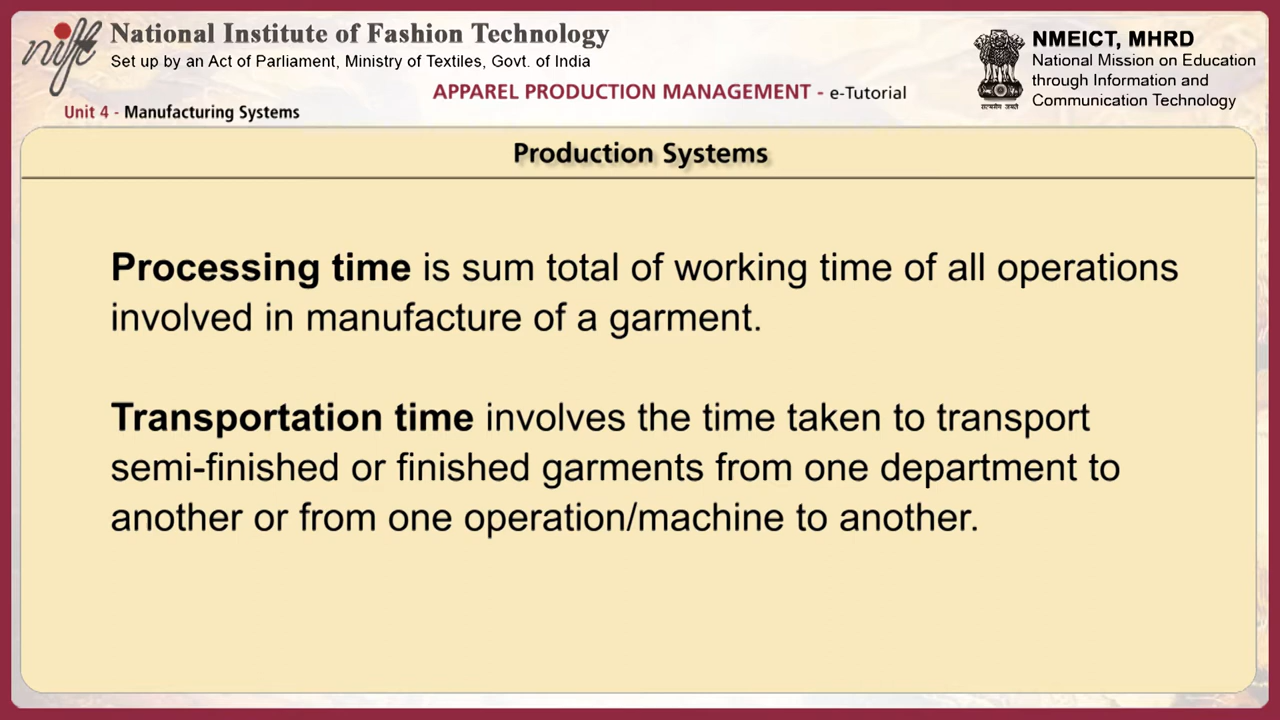 nift
National Institute of Fashion Technology
Set up by an Act of Parliament, Ministry of Textiles, Govt. of India
APPAREL PRODUCTION MANAGEMENT - e-Tutorial
Unit 4 - Manufacturing Systems
सत्यमेव जयते
NMEICT, MHRD
National Mission on Education
through Information and
Communication Technology
Production Systems
Processing time is sum total of working time of all operations
involved in manufacture of a garment.
Transportation time involves the time taken to transport
semi-finished or finished garments from one department to
another or from one operation/machine to another.